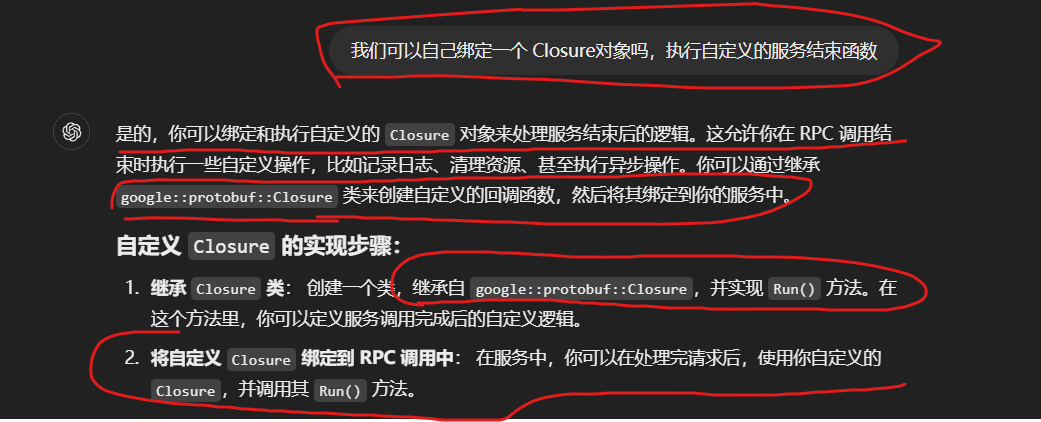 我们可以自己绑定一个 Closure对象吗，执行自定义的服务结束函数
是的，你可以绑定和执行自定义的 Closure 对象来处理服务结束后的逻辑。这允许你在 RPC 调用结
束时执行一些自定义操作，比如记录日志、清理资源、甚至执行异步操作。你可以通过继承
google::protobuf::Closure 类来创建自定义的回调函数，然后将其绑定到你的服务中。
自定义 Closure 的实现步骤：
1. 继承 Closure 类： 创建一个类，继承自 google::protobuf::Closure，并实现 Run() 方法。在
这个方法里，你可以定义服务调用完成后的自定义逻辑。
2. 将自定义 Closure 绑定到 RPC 调用中： 在服务中，你可以在处理完请求后，使用你自定义的
Closure，并调用其 Run() 方法。